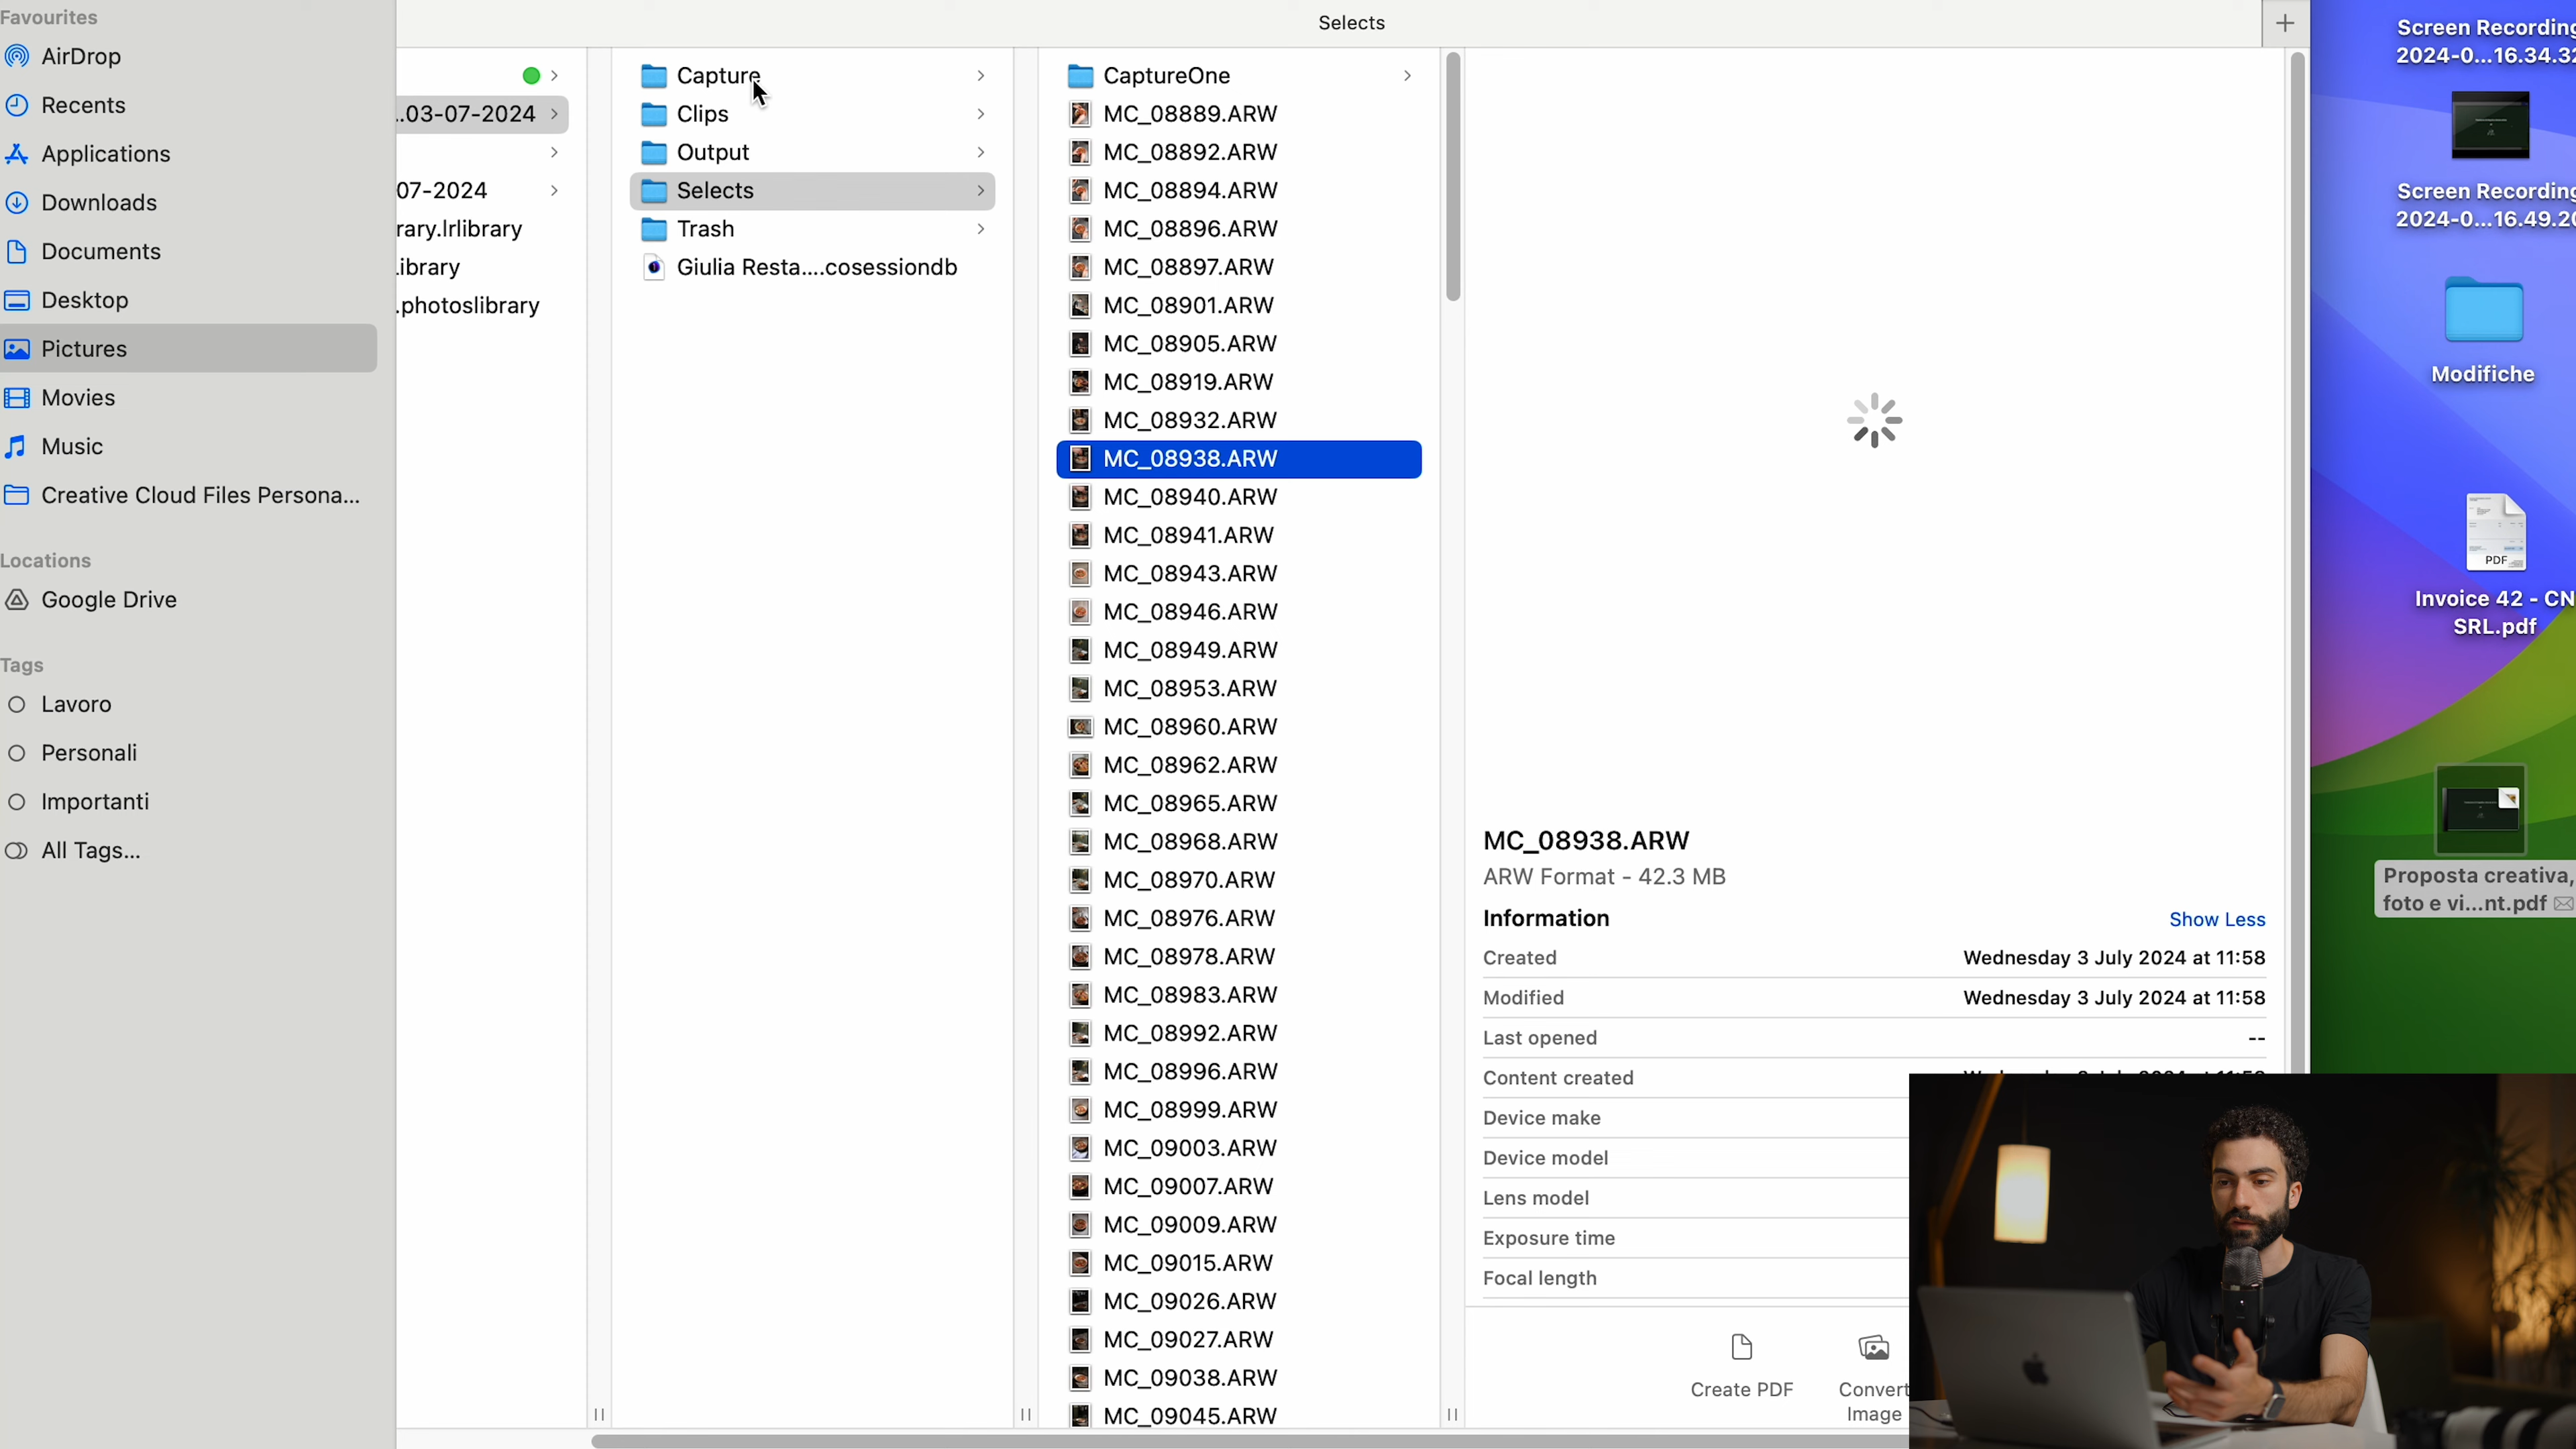 Favourites
AirDrop
Recents
Applications
Downloads
Documents
Desktop
Pictures
Movies
Music
Creative Cloud Files Persona...
Locations
Google Drive
Tags
Lavoro
Personali
Importanti
All Tags...
Selects
..03-07-2024
07-2024
rary.lrlibrary
ibrary
.photoslibrary
Capture
Clips
Output
Selects
Trash
Giulia Resta....cosessiondb
CaptureOne
MC_08889.ARW
MC_08892.ARW
MC_08894.ARW
MC_08896.ARW
MC_08897.ARW
MC_08901.ARW
MC_08905.ARW
MC_08919.ARW
MC_08932.ARW
MC_08938.ARW
MC_08940.ARW
MC_08941.ARW
MC_08943.ARW
MC_08946.ARW
MC_08949.ARW
MC_08953.ARW
MC_08960.ARW
MC_08962.ARW
MC_08965.ARW
MC_08968.ARW
MC_08970.ARW
MC_08976.ARW
MC_08978.ARW
MC_08983.ARW
MC_08992.ARW
MC_08996.ARW
MC_08999.ARW
MC_09003.ARW
MC_09007.ARW
MC_09009.ARW
MC_09015.ARW
MC_09026.ARW
MC_09027.ARW
MC_09038.ARW
MC_09045.ARW
MC_08938.ARW
ARW Format - 42.3 MB
Information Show Less
Created Wednesday 3 July 2024 at 11:58
Modified Wednesday 3 July 2024 at 11:58
Last opened --
Content created
Device make
Device model
Lens model
Exposure time
Focal length
Create PDF
Convert
Image
Screen Recording
2024-0...16.34.32
Screen Recording
2024-0...16.49.20
Modifiche
PDF
Invoice 42 - CN
SRL.pdf
Proposta creativa,
foto e vi...nt.pdf